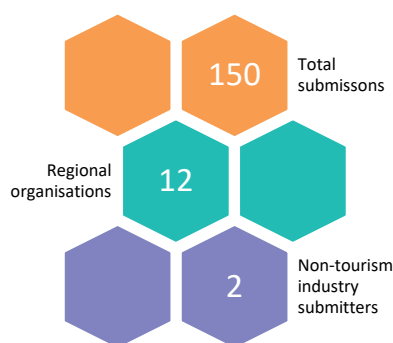 150
Total
submissons
Regional
organisations
12
2
Non-tourism
industry
submitters